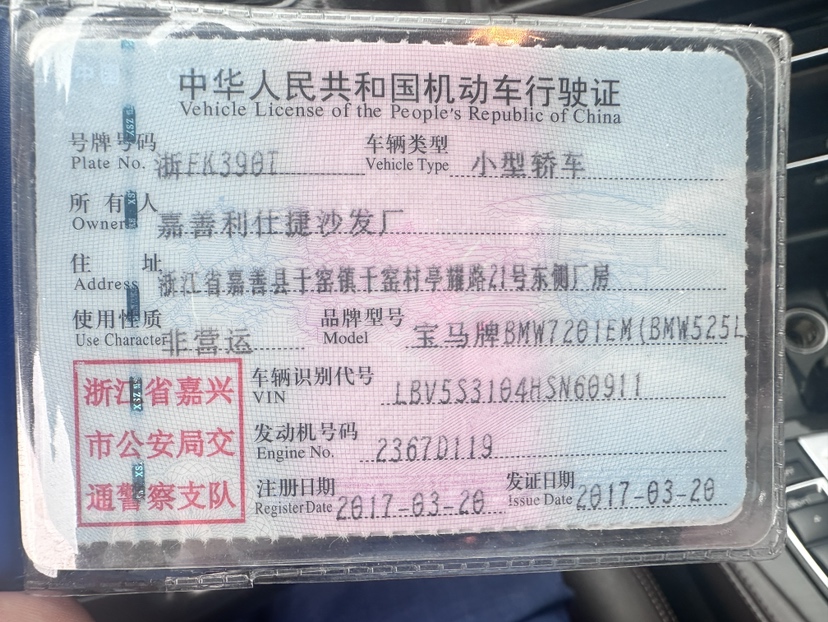 中华人民共和国机动车行驶证
Vehicle License of the People's Republic of China
号牌号码 Plate No. 浙FK390T 车辆类型 Vehicle Type 小型轿车
所有人 Owner 嘉善利仕捷沙发厂
住址 Address 浙江省嘉善县干窑镇干窑村亭耀路21号东侧厂房
使用性质 Use Character 非营运 品牌型号 Model 宝马牌BMW7201EM(BMW525L
浙江省嘉兴
市公安局交
通警察支队
车辆识别代号 VIN LBV5S3104HSN60911
发动机号码 Engine No. 2367D119
注册日期 Register Date 2017-03-20 发证日期 Issue Date 2017-03-20